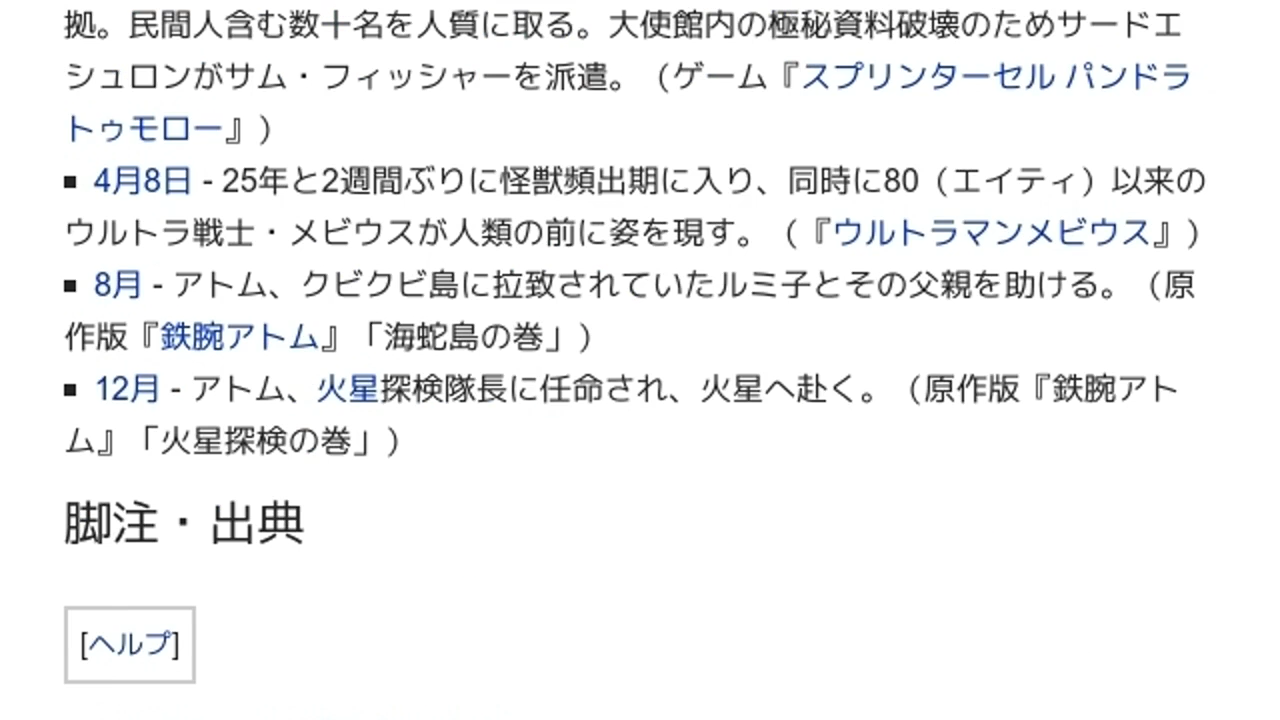 拠。民間人含む数十名を人質に取る。大使館内の極秘資料破壊のためサードエ
シュロンがサム・フィッシャーを派遣。（ゲーム『スプリンターセル パンドラ
トゥモロー』）
■ 4月8日 - 25年と2週間ぶりに怪獣頻出期に入り、同時に80（エイティ）以来の
ウルトラ戦士・メビウスが人類の前に姿を現す。（『ウルトラマンメビウス』）
■ 8月 - アトム、クビクビ島に拉致されていたルミ子とその父親を助ける。（原
作版『鉄腕アトム』「海蛇島の巻」）
■ 12月 - アトム、火星探検隊長に任命され、火星へ赴く。（原作版『鉄腕アト
ム』「火星探検の巻」）
脚注・出典
[ヘルプ]